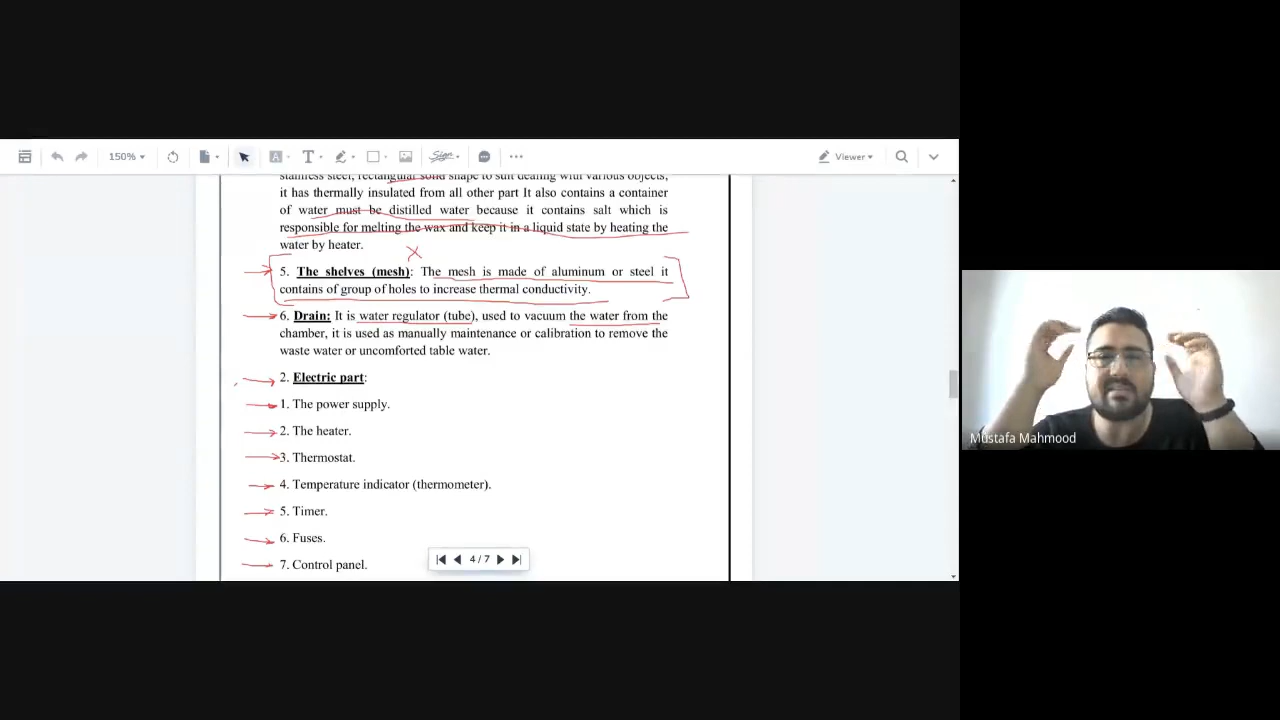 150%
Sign
Viewer
stainless steel, rectangular solid shape to suit dealing with various objects,
it has thermally insulated from all other part It also contains a container
of water must be distilled water because it contains salt which is
responsible for melting the wax and keep it in a liquid state by heating the
water by heater.
X
5. The shelves (mesh): The mesh is made of aluminum or steel it
contains of group of holes to increase thermal conductivity.
6. Drain: It is water regulator (tube), used to vacuum the water from the
chamber, it is used as manually maintenance or calibration to remove the
waste water or uncomforted table water.
2. Electric part:
1. The power supply.
2. The heater.
3. Thermostat.
4. Temperature indicator (thermometer).
5. Timer.
6. Fuses.
7. Control panel.
4 / 7
Mustafa Mahmood